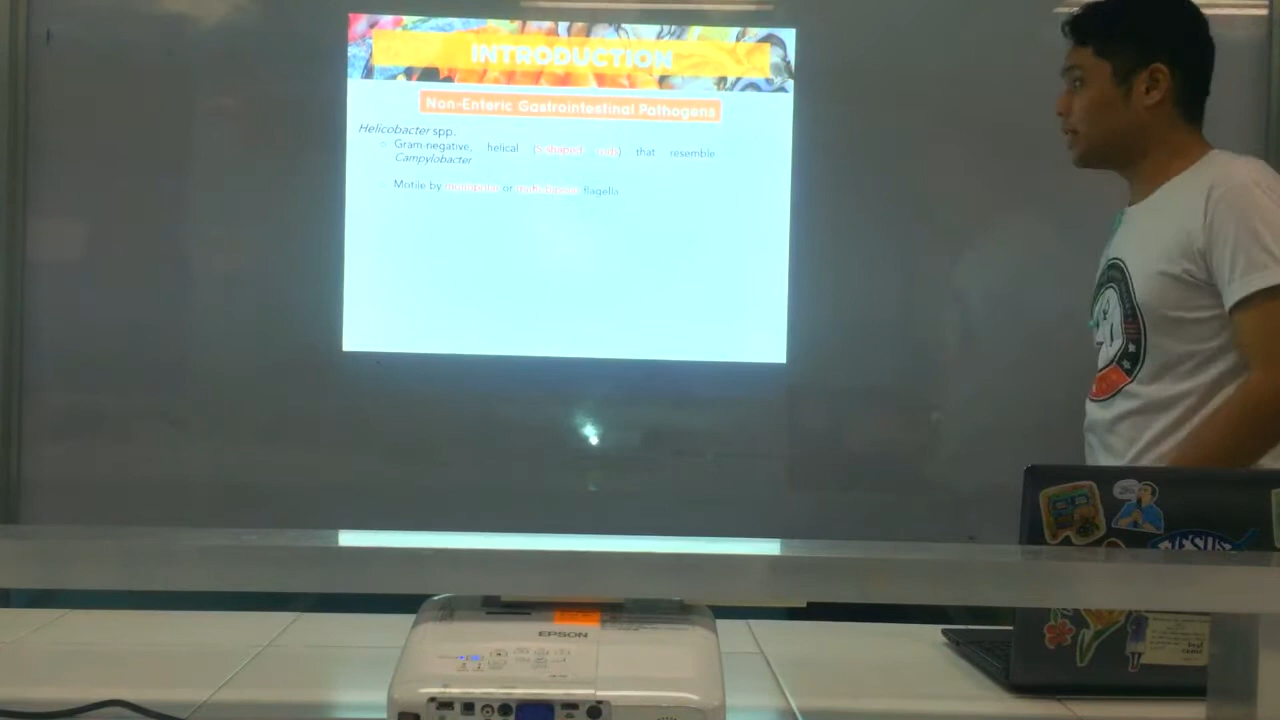 INTRODUCTION
Non-Enteric Gastrointestinal Pathogens
Helicobacter spp.
Gram-negative, helical (s-shaped rods) that resemble
Campylobacter
Motile by monopolar or flagella
JESUS
EPSON